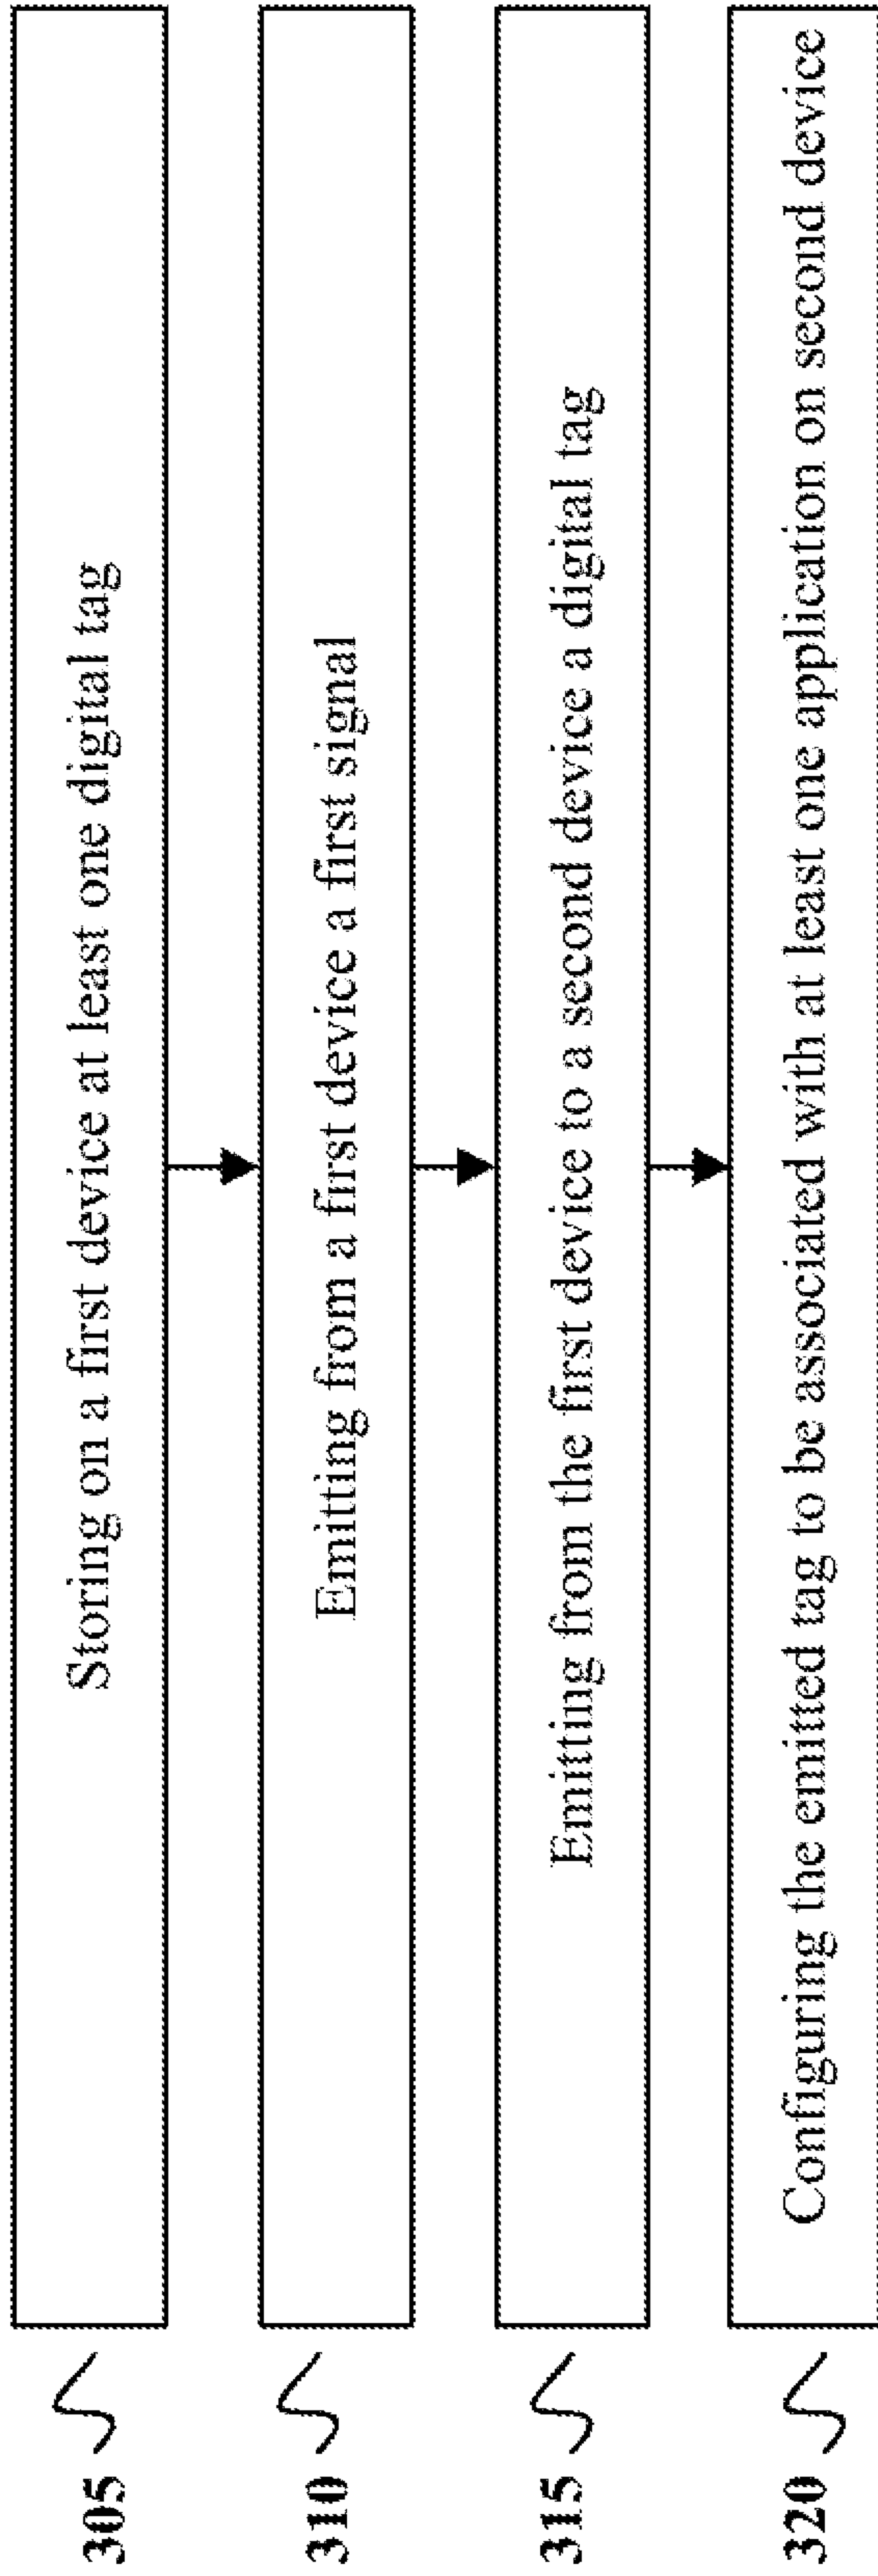 305 Storing on a first device at least one digital tag
310 Emitting from a first device a first signal
315 Emitting from the first device to a second device a digital tag
320 Configuring the emitted tag to be associated with at least one application on second device